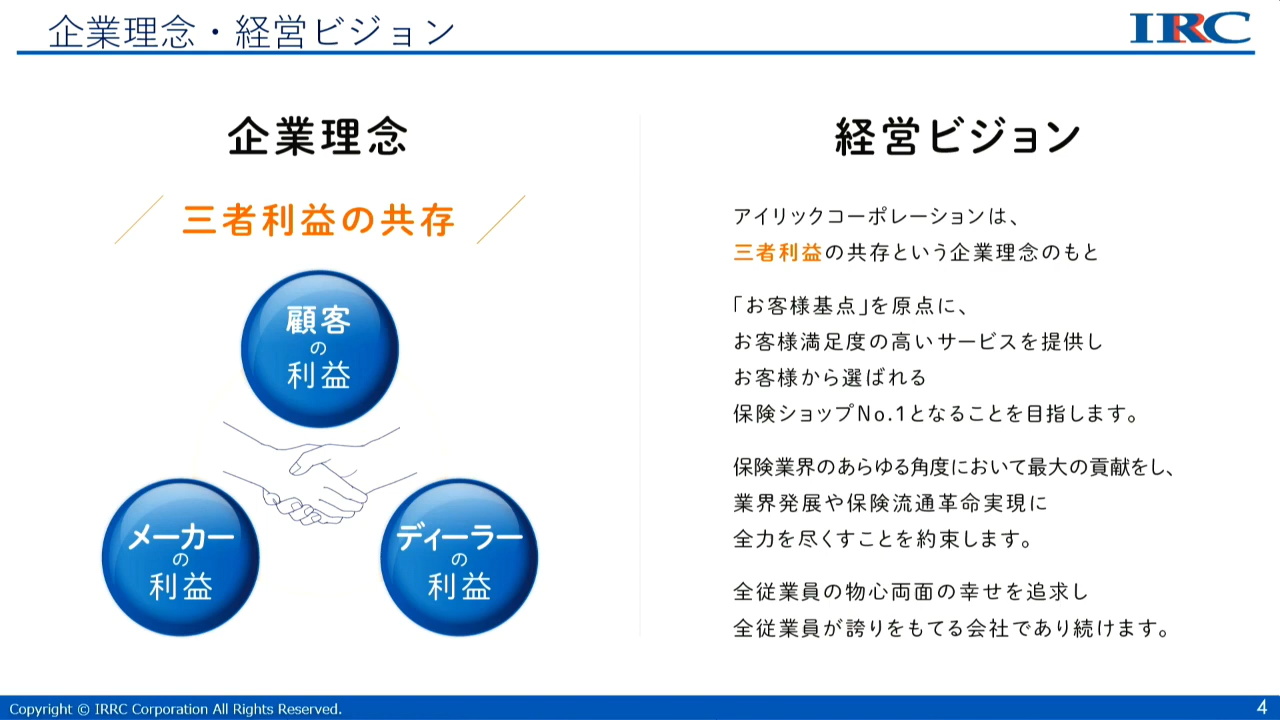 企業理念・経営ビジョン
IRRC
企業理念
三者利益の共存
顧客
の
利益
メーカー
の
利益
ディーラー
の
利益
経営ビジョン
アイリックコーポレーションは、
三者利益の共存という企業理念のもと
「お客様基点」を原点に、
お客様満足度の高いサービスを提供し
お客様から選ばれる
保険ショップNo.1となることを目指します。
保険業界のあらゆる角度において最大の貢献をし、
業界発展や保険流通革命実現に
全力を尽くすことを約束します。
全従業員の物心両面の幸せを追求し
全従業員が誇りをもてる会社であり続けます。
Copyright © IRRC Corporation All Rights Reserved.
4